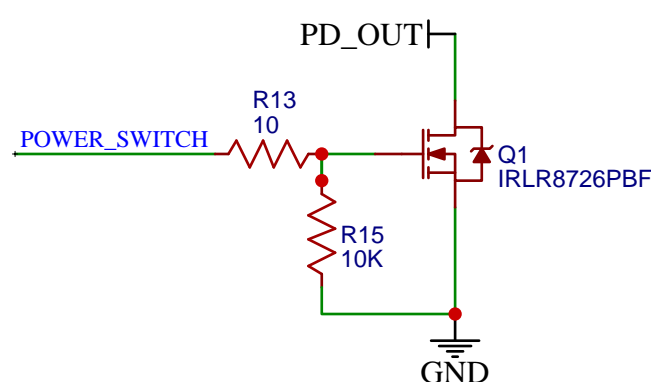 PD_OUT
R13
10
POWER_SWITCH
Q1
IRLR8726PBF
R15
10K
GND